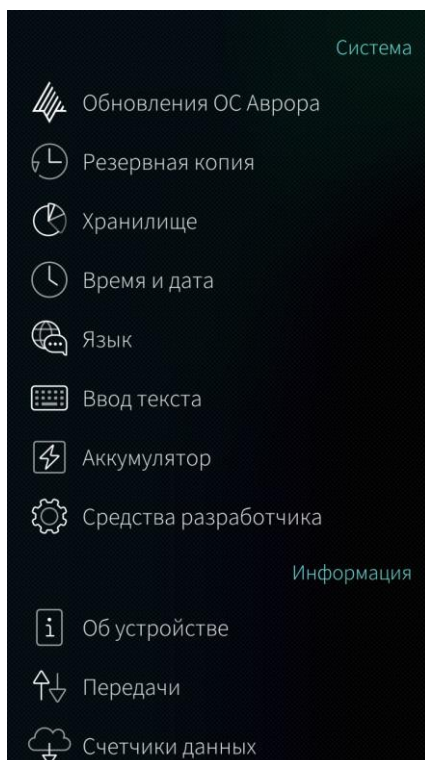 Система
Обновления ОС Аврора
Резервная копия
Хранилище
Время и дата
Язык
Ввод текста
Аккумулятор
Средства разработчика
Информация
Об устройстве
Передачи
Счетчики данных